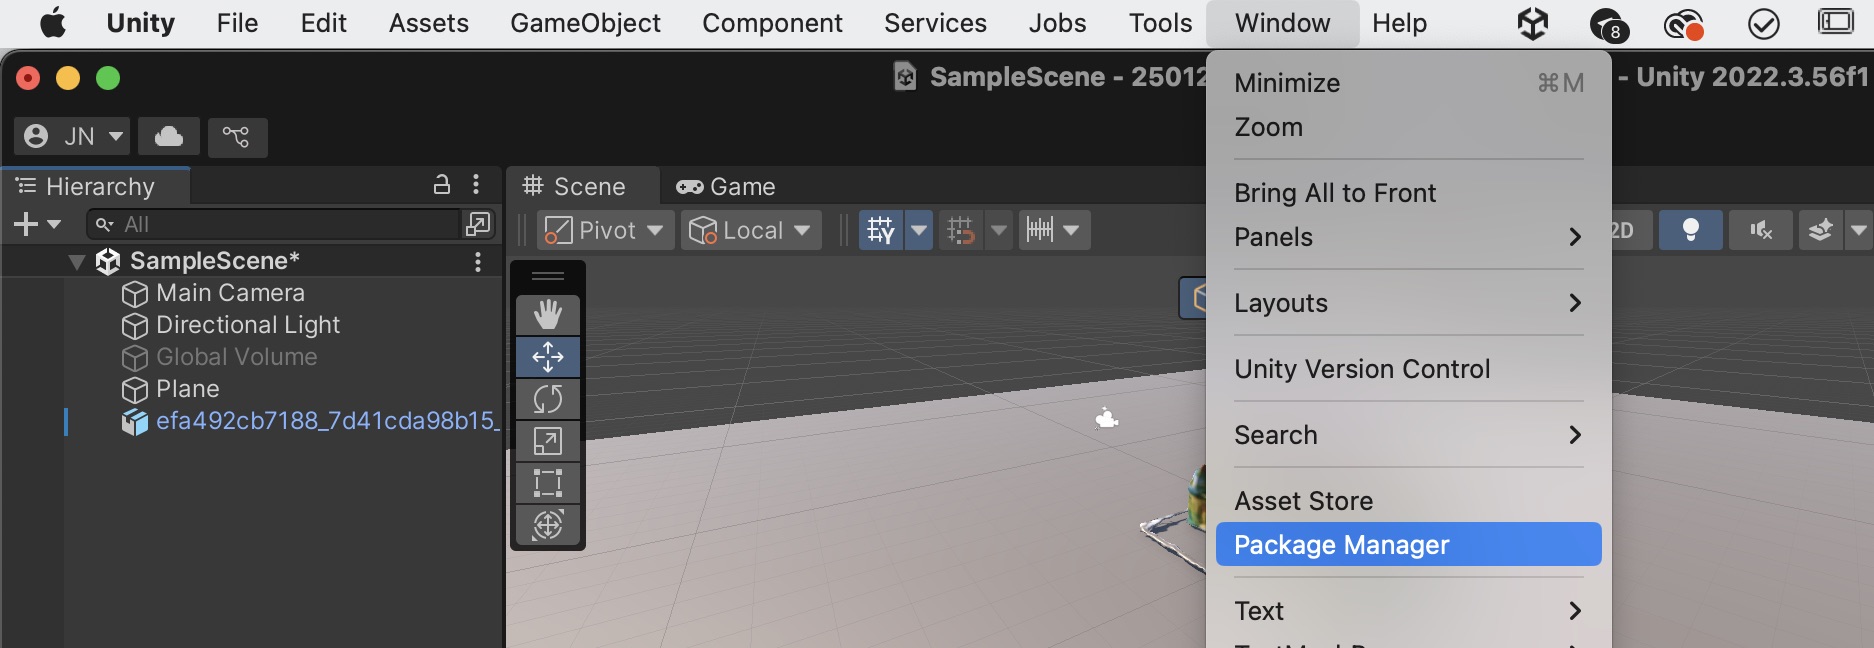 Unity File Edit Assets GameObject Component Services Jobs Tools Window Help 8
SampleScene - 25012
- Unity 2022.3.56f1
JN
Hierarchy
All
SampleScene*
Main Camera
Directional Light
Global Volume
Plane
efa492cb7188_7d41cda98b15_
Scene Game
Pivot Local
2D
Minimize ⌘M
Zoom
Bring All to Front
Panels
Layouts
Unity Version Control
Search
Asset Store
Package Manager
Text